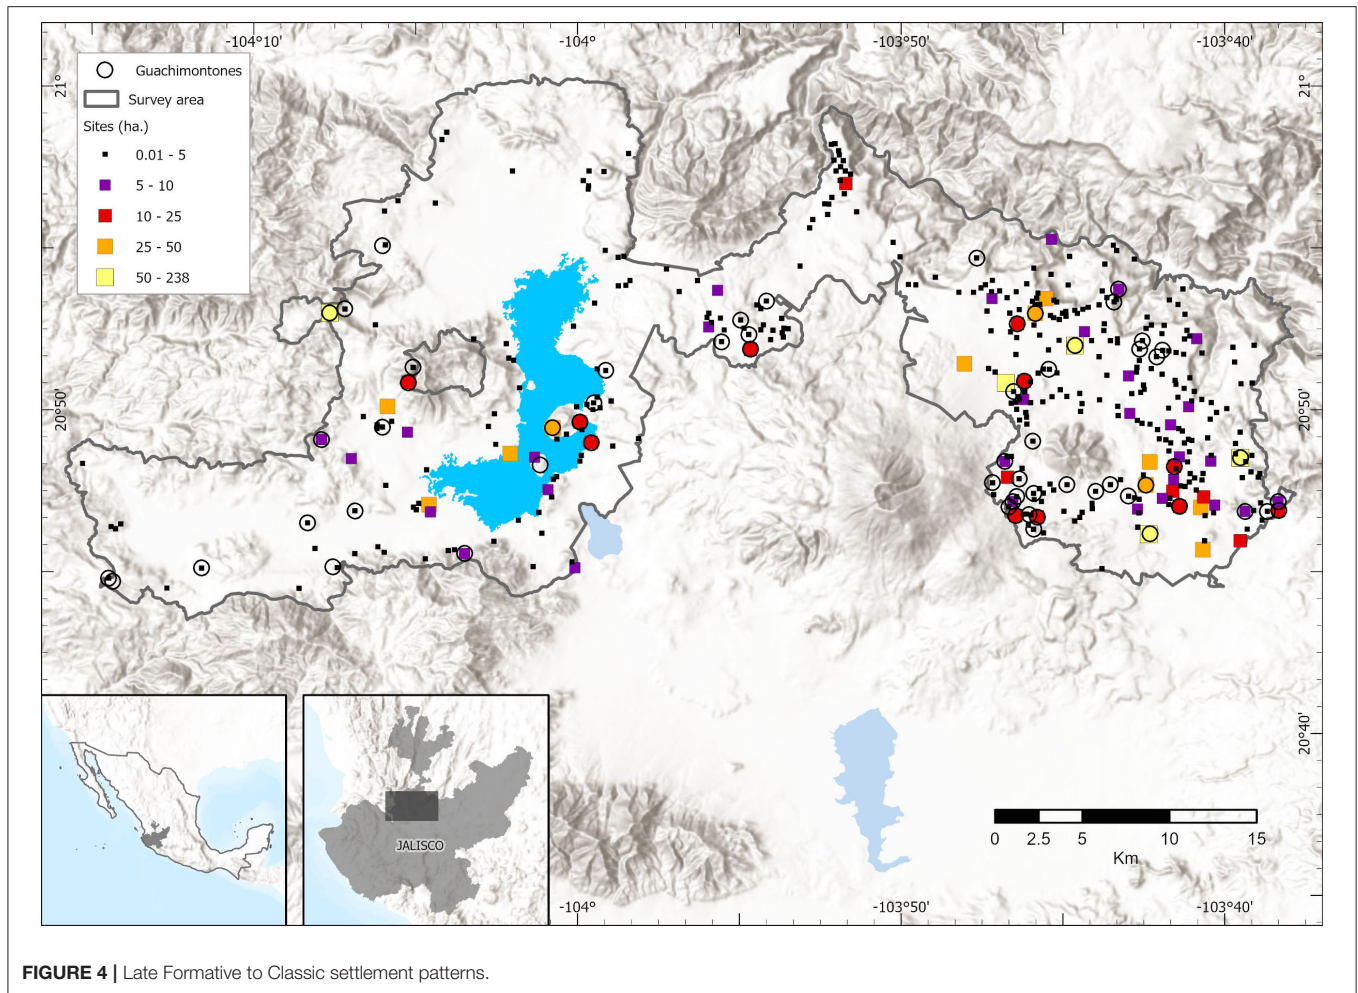 -104°10'
-104°
-103°50'
-103°40'
21°
21°
Guachimontones
Survey area
Sites (ha.)
0.01 - 5
5 - 10
10 - 25
25 - 50
50 - 238
20°50'
20°50'
20°40'
JALISCO
0 2.5 5 10 15
Km
-104°
-103°50'
-103°40'
FIGURE 4 | Late Formative to Classic settlement patterns.